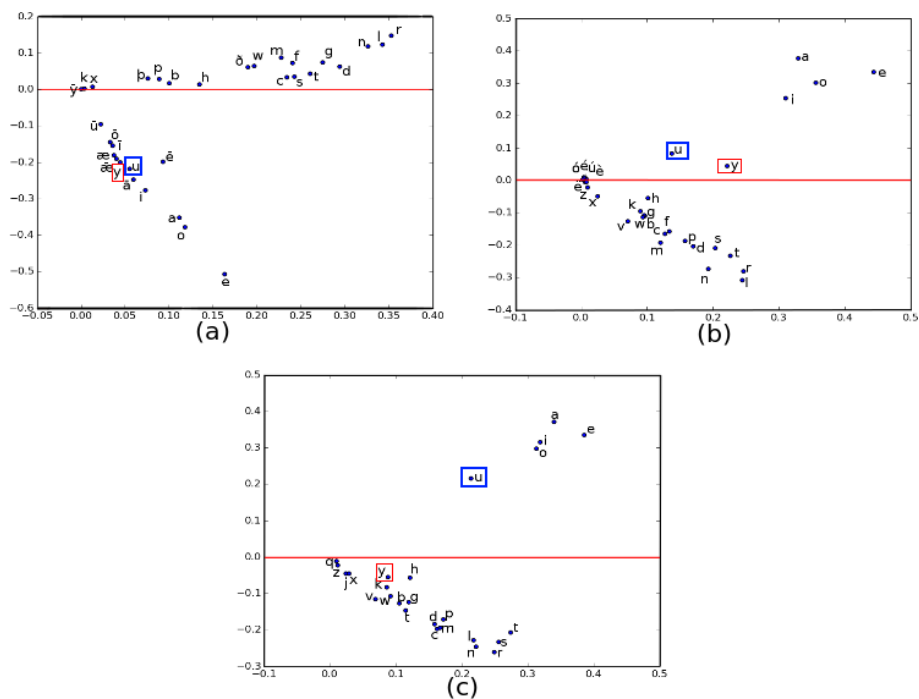 0.2
r
n l
0.1
m g
ð w f d
þ p b h c s t
k x
ȳ
0.0
−0.1
ū
ō
ī
æ
−0.2
ǣ u ē
y
ā
i
−0.3
a
o
−0.4
−0.5
e
−0.6
−0.05 0.00 0.05 0.10 0.15 0.20 0.25 0.30 0.35 0.40
(a)
0.5
0.4
a
e
o
0.3
i
0.2
0.1
u
y
ó é ú è
0.0
e
z
x
h
k g
−0.1
v w b f
c
p s
m d t
−0.2
n r
l
−0.3
−0.4
−0.1 0.0 0.1 0.2 0.3 0.4 0.5
(b)
0.5
0.4
a
e
i
0.3
o
u
0.2
0.1
0.0
q
z y h
j x k
v w b g
−0.1
t
d p
c m t
l s
−0.2
n r
−0.3
−0.1 0.0 0.1 0.2 0.3 0.4 0.5
(c)